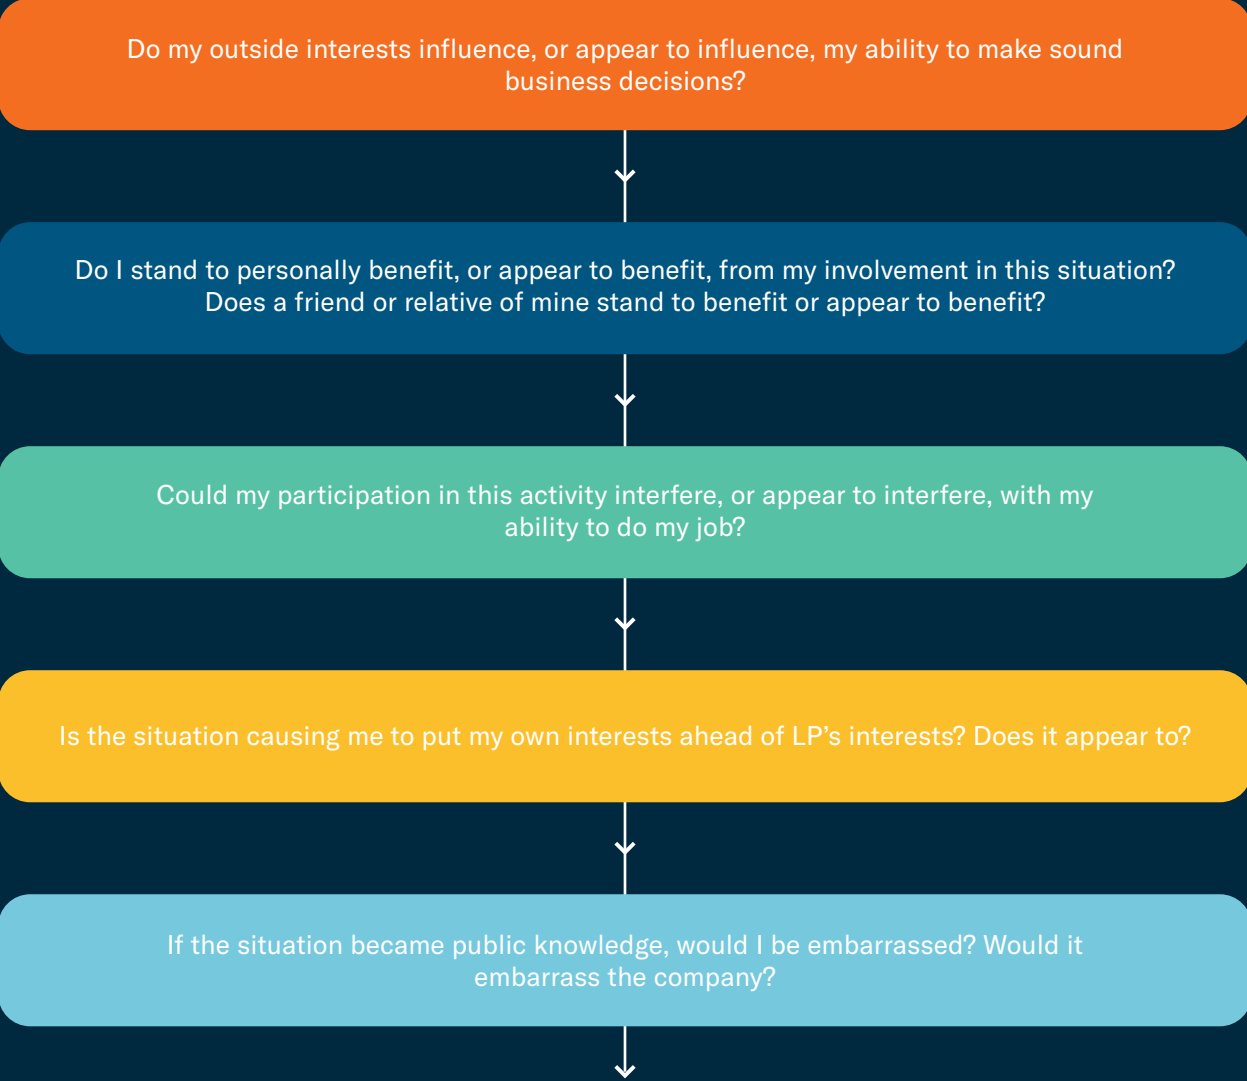 Do my outside interests influence, or appear to influence, my ability to make sound
business decisions?
Do I stand to personally benefit, or appear to benefit, from my involvement in this situation?
Does a friend or relative of mine stand to benefit or appear to benefit?
Could my participation in this activity interfere, or appear to interfere, with my
ability to do my job?
Is the situation causing me to put my own interests ahead of LP’s interests? Does it appear to?
If the situation became public knowledge, would I be embarrassed? Would it
embarrass the company?